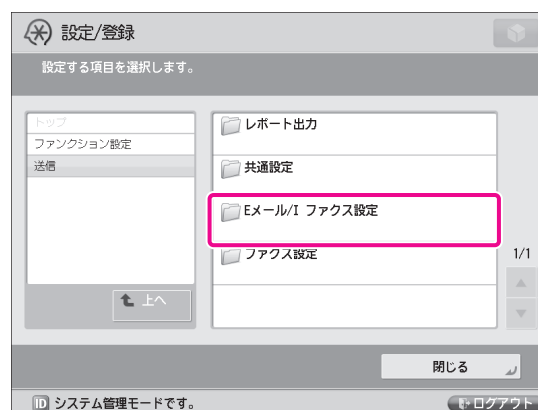 設定/登録
設定する項目を選択します。
トップ
ファンクション設定
送信
上へ
レポート出力
共通設定
Eメール/I ファクス設定
ファクス設定
1/1
閉じる
ID システム管理モードです。
ログアウト